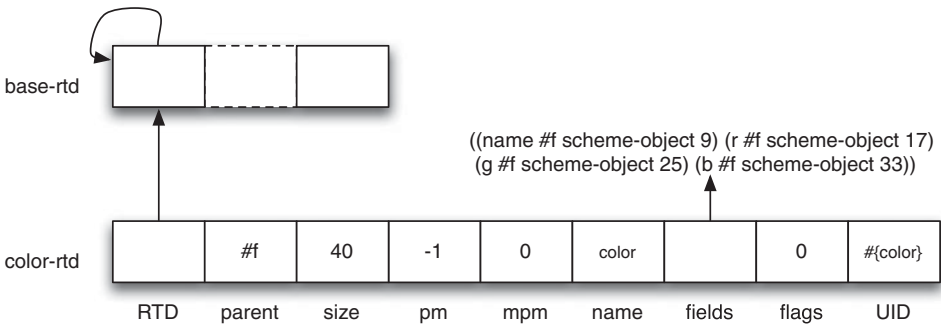 base-rtd
((name #f scheme-object 9) (r #f scheme-object 17)
(g #f scheme-object 25) (b #f scheme-object 33))
color-rtd
#f 40 -1 0 color 0 #{color}
RTD parent size pm mpm name fields flags UID